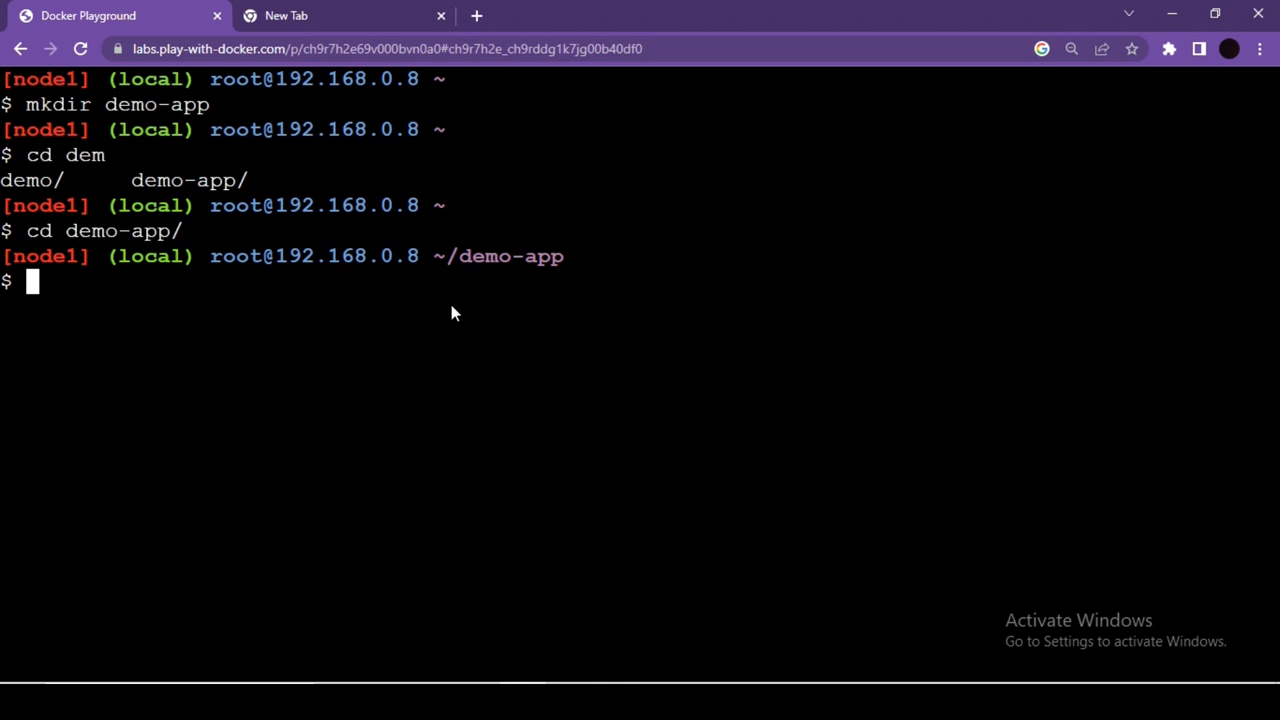 Docker Playground
New Tab
labs.play-with-docker.com/p/ch9r7h2e69v000bvn0a0#ch9r7h2e_ch9rddg1k7jg00b40df0
[node1] (local) root@192.168.0.8 ~
$ mkdir demo-app
[node1] (local) root@192.168.0.8 ~
$ cd dem
demo/ demo-app/
[node1] (local) root@192.168.0.8 ~
$ cd demo-app/
[node1] (local) root@192.168.0.8 ~/demo-app
$
Activate Windows
Go to Settings to activate Windows.